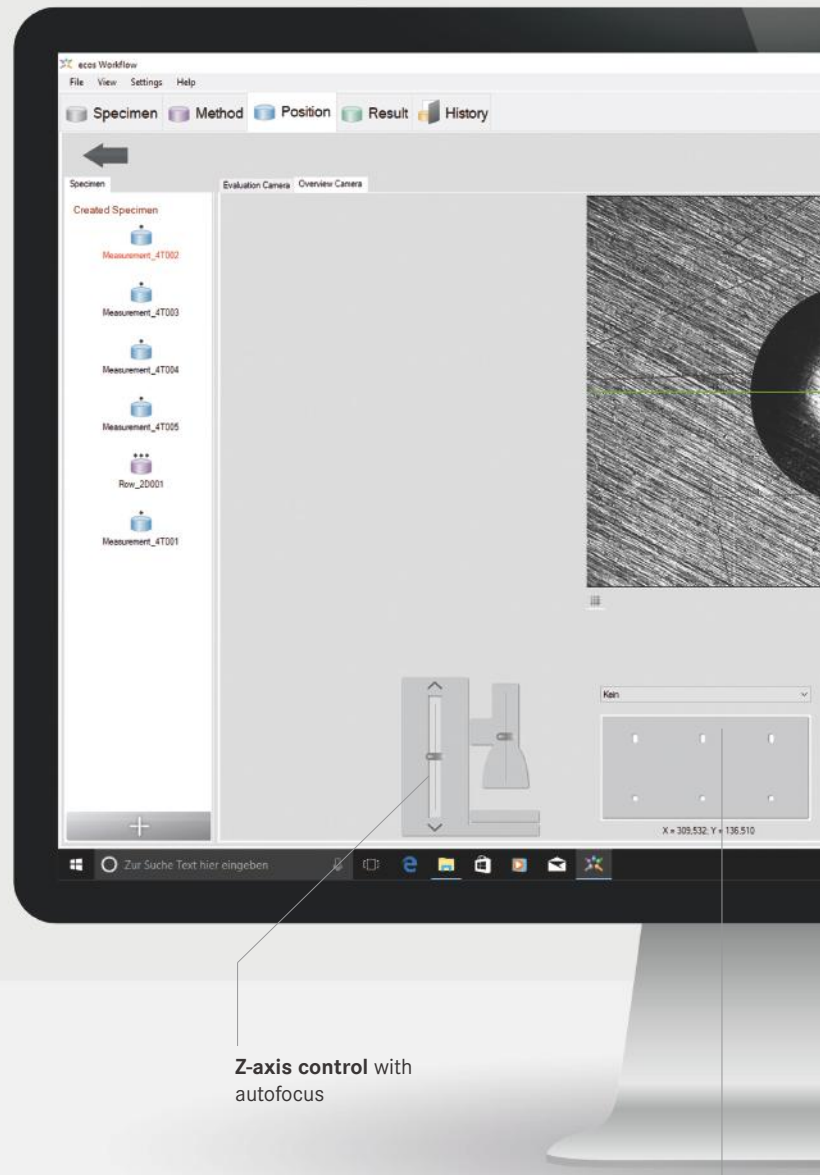 ecos Workflow
File View Settings Help
Specimen Method Position Result History
Specimen
Evaluation Camera Overview Camera
Created Specimen
Measurement_4T002
Measurement_4T003
Measurement_4T004
Measurement_4T005
Row_2D001
Measurement_4T001
Kein
X = 309,532; Y = 136,510
Zur Suche Text hier eingeben
Z-axis control with
autofocus